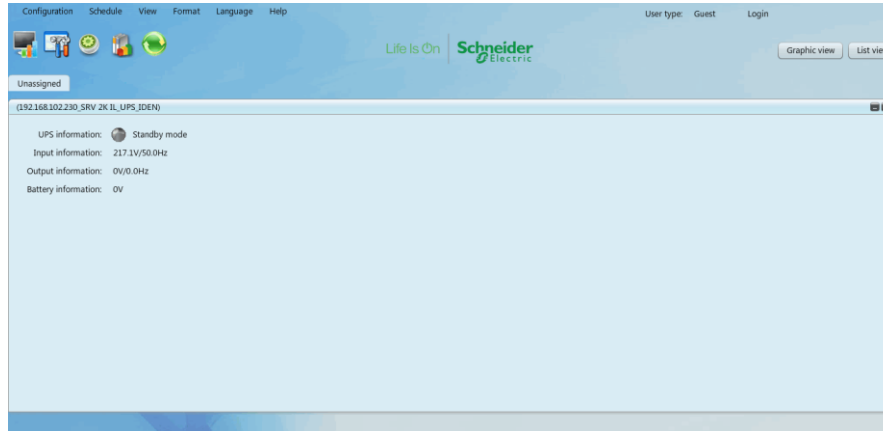 Configuration Schedule View Format Language Help User type: Guest Login
Life Is On Schneider Electric Graphic view List vie
Unassigned
(192.168.102.230_SRV 2K IL_UPS_IDEN)
UPS information: Standby mode
Input information: 217.1V/50.0Hz
Output information: 0V/0.0Hz
Battery information: 0V